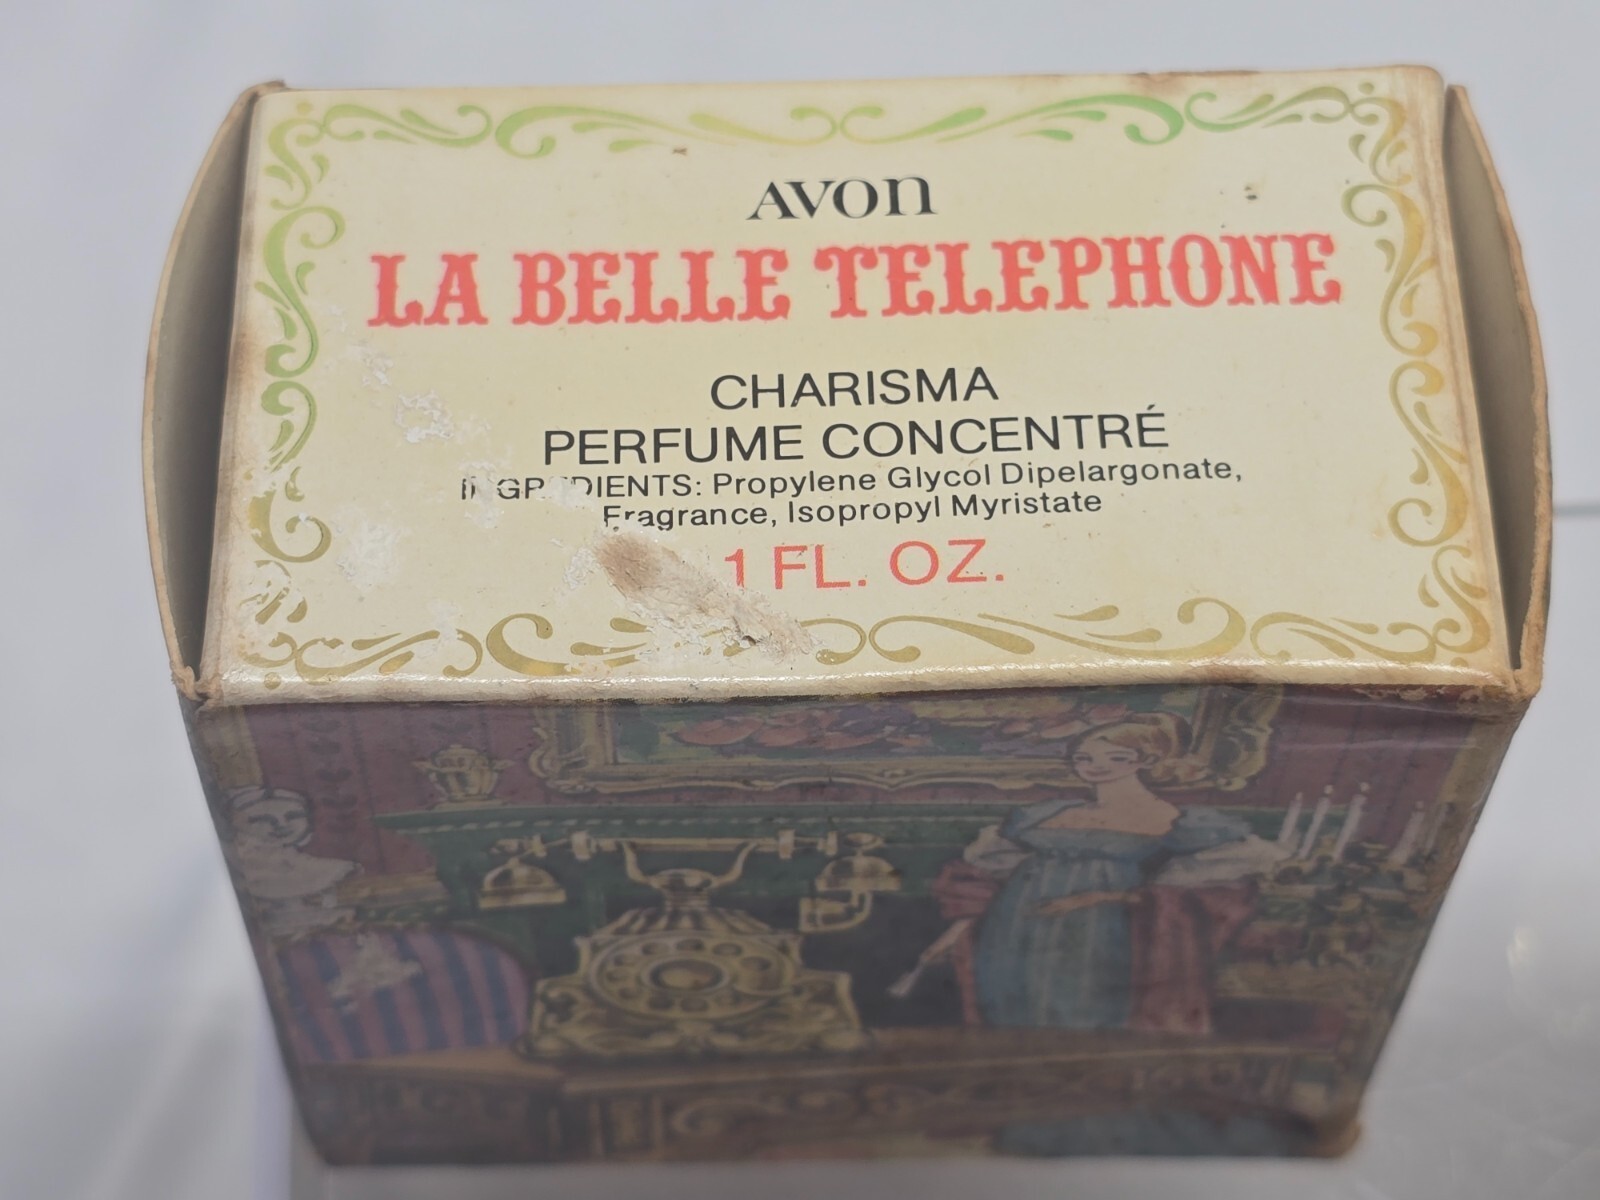 AVON
LA BELLE TELEPHONE
CHARISMA
PERFUME CONCENTRÉ
INGREDIENTS: Propylene Glycol Dipelargonate,
Fragrance, Isopropyl Myristate
1 FL. OZ.